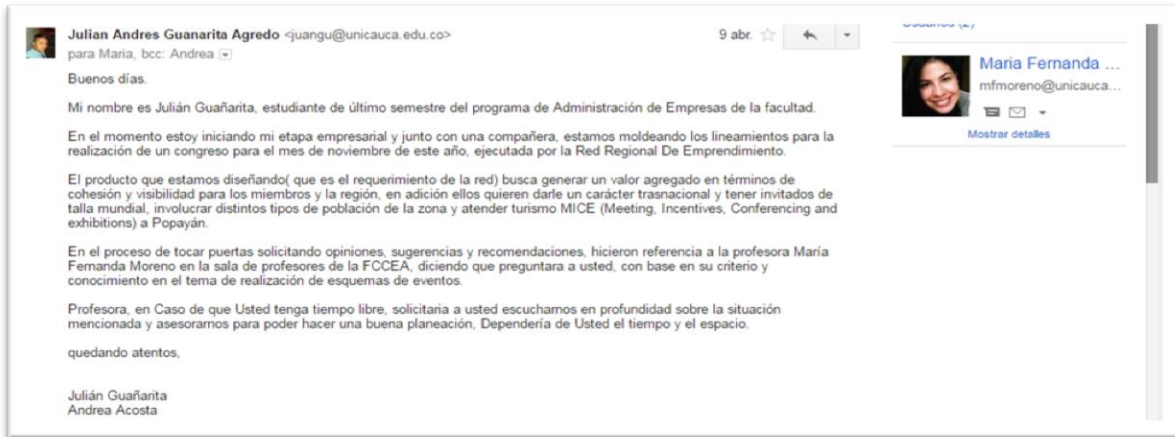 Julian Andres Guanarita Agredo <juangu@unicauca.edu.co>
9 abr.
para Maria, bcc: Andrea
Buenos días.
Mi nombre es Julián Guañarita, estudiante de último semestre del programa de Administración de Empresas de la facultad.
En el momento estoy iniciando mi etapa empresarial y junto con una compañera, estamos moldeando los lineamientos para la
realización de un congreso para el mes de noviembre de este año, ejecutada por la Red Regional De Emprendimiento.
El producto que estamos diseñando( que es el requerimiento de la red) busca generar un valor agregado en términos de
cohesión y visibilidad para los miembros y la región, en adición ellos quieren darle un carácter trasnacional y tener invitados de
talla mundial, involucrar distintos tipos de población de la zona y atender turismo MICE (Meeting, Incentives, Conferencing and
exhibitions) a Popayán.
En el proceso de tocar puertas solicitando opiniones, sugerencias y recomendaciones, hicieron referencia a la profesora María
Fernanda Moreno en la sala de profesores de la FCCEA, diciendo que preguntara a usted, con base en su criterio y
conocimiento en el tema de realización de esquemas de eventos.
Profesora, en Caso de que Usted tenga tiempo libre, solicitaria a usted escucharnos en profundidad sobre la situación
mencionada y asesorarnos para poder hacer una buena planeación, Dependería de Usted el tiempo y el espacio.
quedando atentos,
Julián Guañarita
Andrea Acosta
Usuarios (2)
Maria Fernanda ...
mfmoreno@unicauca...
Mostrar detalles